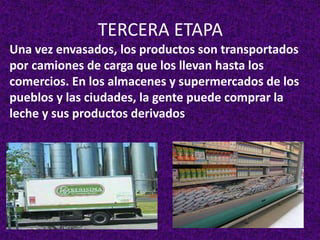 TERCERA ETAPA
Una vez envasados, los productos son transportados
por camiones de carga que los llevan hasta los
comercios. En los almacenes y supermercados de los
pueblos y las ciudades, la gente puede comprar la
leche y sus productos derivados